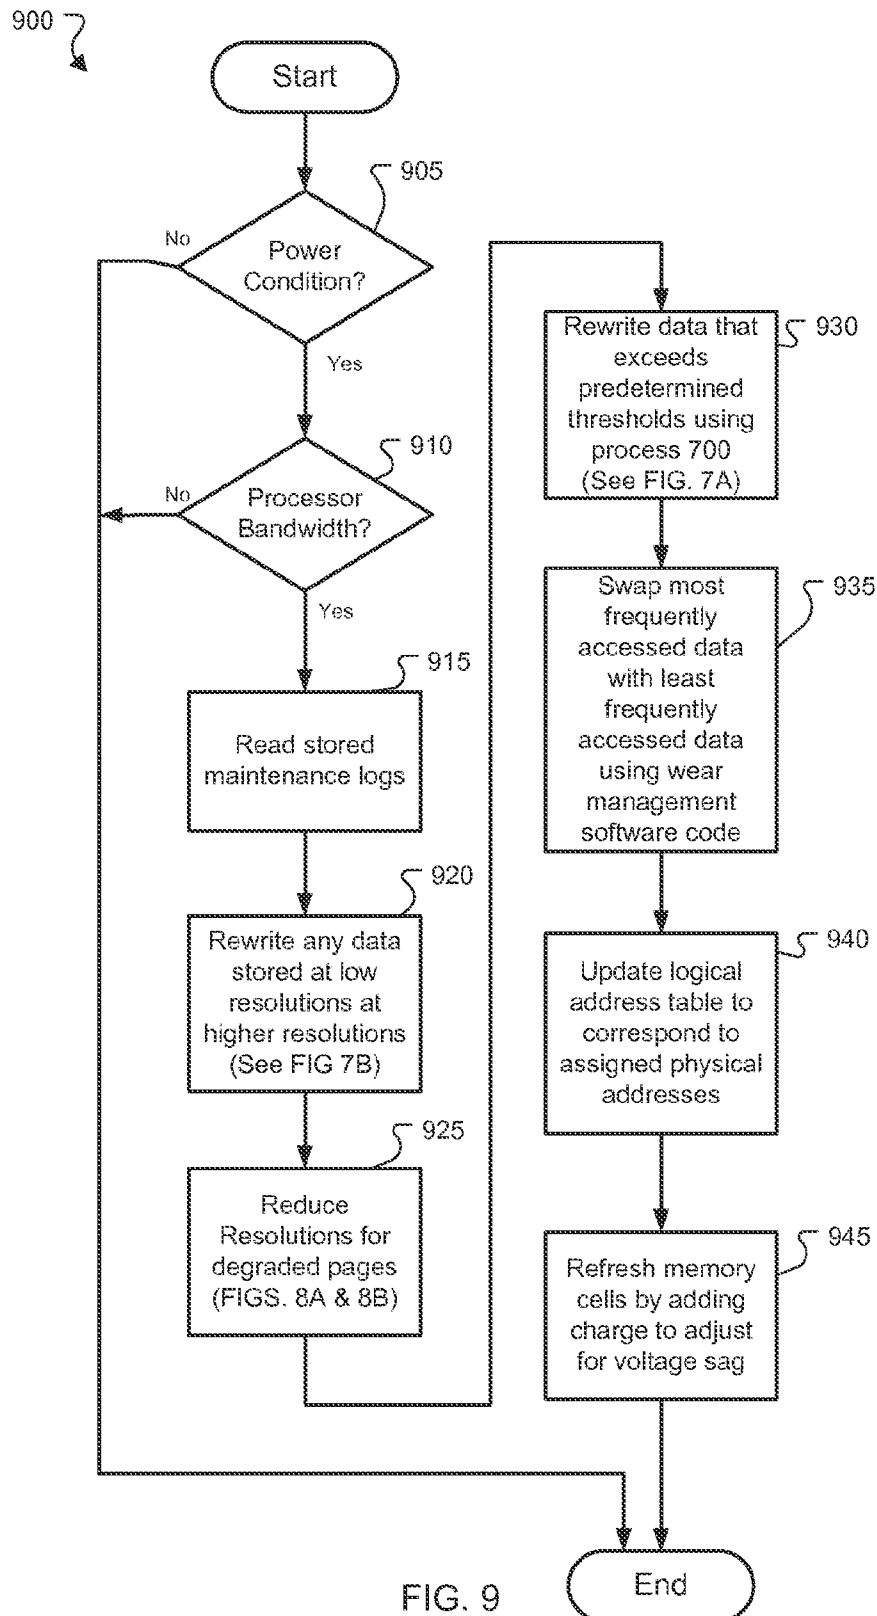 900
Start
905
Power
Condition?
No
Yes
910
Processor
Bandwidth?
No
Yes
915
Read stored
maintenance logs
920
Rewrite any data
stored at low
resolutions at
higher resolutions
(See FIG 7B)
925
Reduce
Resolutions for
degraded pages
(FIGS. 8A & 8B)
930
Rewrite data that
exceeds
predetermined
thresholds using
process 700
(See FIG. 7A)
935
Swap most
frequently
accessed data
with least
frequently
accessed data
using wear
management
software code
940
Update logical
address table to
correspond to
assigned physical
addresses
945
Refresh memory
cells by adding
charge to adjust
for voltage sag
End
FIG. 9